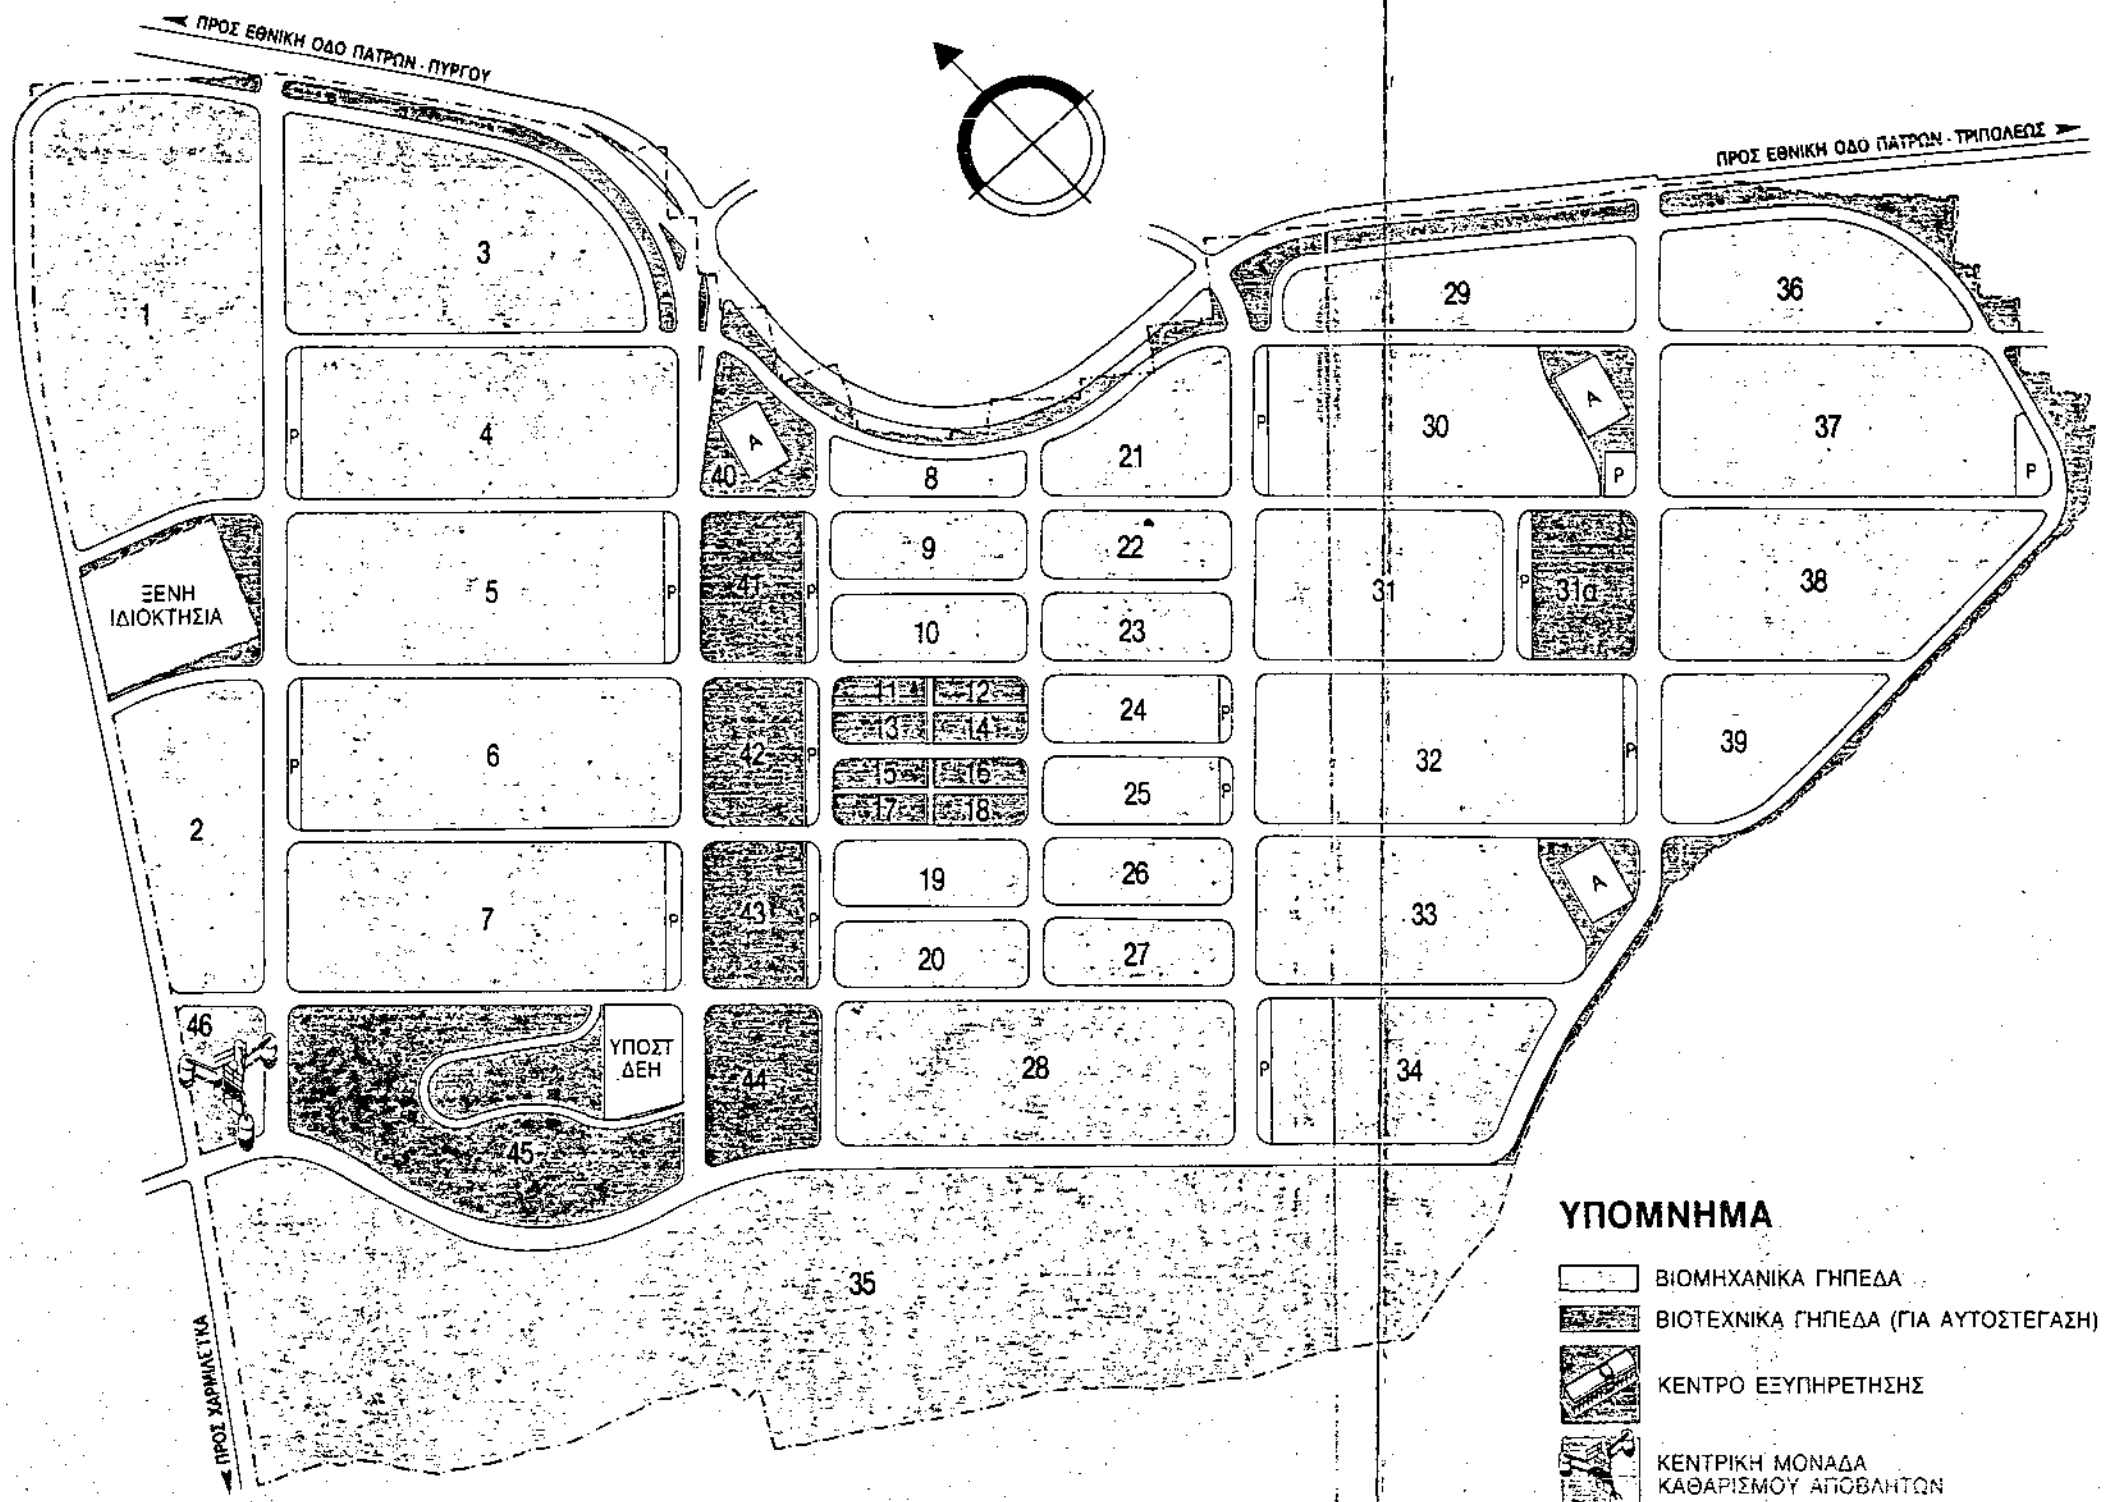 ΠΡΟΣ ΕΘΝΙΚΗ ΟΔΟ ΠΑΤΡΩΝ - ΠΥΡΓΟΥ
ΠΡΟΣ ΕΘΝΙΚΗ ΟΔΟ ΠΑΤΡΩΝ - ΤΡΙΠΟΛΕΩΣ
3
1
29
36
4
P
A
40
8
21
P
30
A
P
37
P
ΞΕΝΗ
ΙΔΙΟΚΤΗΣΙΑ
5
P
41
P
9
22
10
23
31
P
31α
38
P
6
42
P
11
12
13
14
24
P
15
16
17
18
25
P
32
P
39
2
7
P
43
P
19
26
20
27
33
A
46
ΥΠΟΣΤ
ΔΕΗ
45
44
28
P
34
35
ΠΡΟΣ ΧΑΡΜΙΛΕΤΚΑ
ΥΠΟΜΝΗΜΑ
ΒΙΟΜΗΧΑΝΙΚΑ ΓΗΠΕΔΑ
ΒΙΟΤΕΧΝΙΚΑ ΓΗΠΕΔΑ (ΓΙΑ ΑΥΤΟΣΤΕΓΑΣΗ)
ΚΕΝΤΡΟ ΕΞΥΠΗΡΕΤΗΣΗΣ
ΚΕΝΤΡΙΚΗ ΜΟΝΑΔΑ
ΚΑΘΑΡΙΣΜΟΥ ΑΠΟΒΛΗΤΩΝ